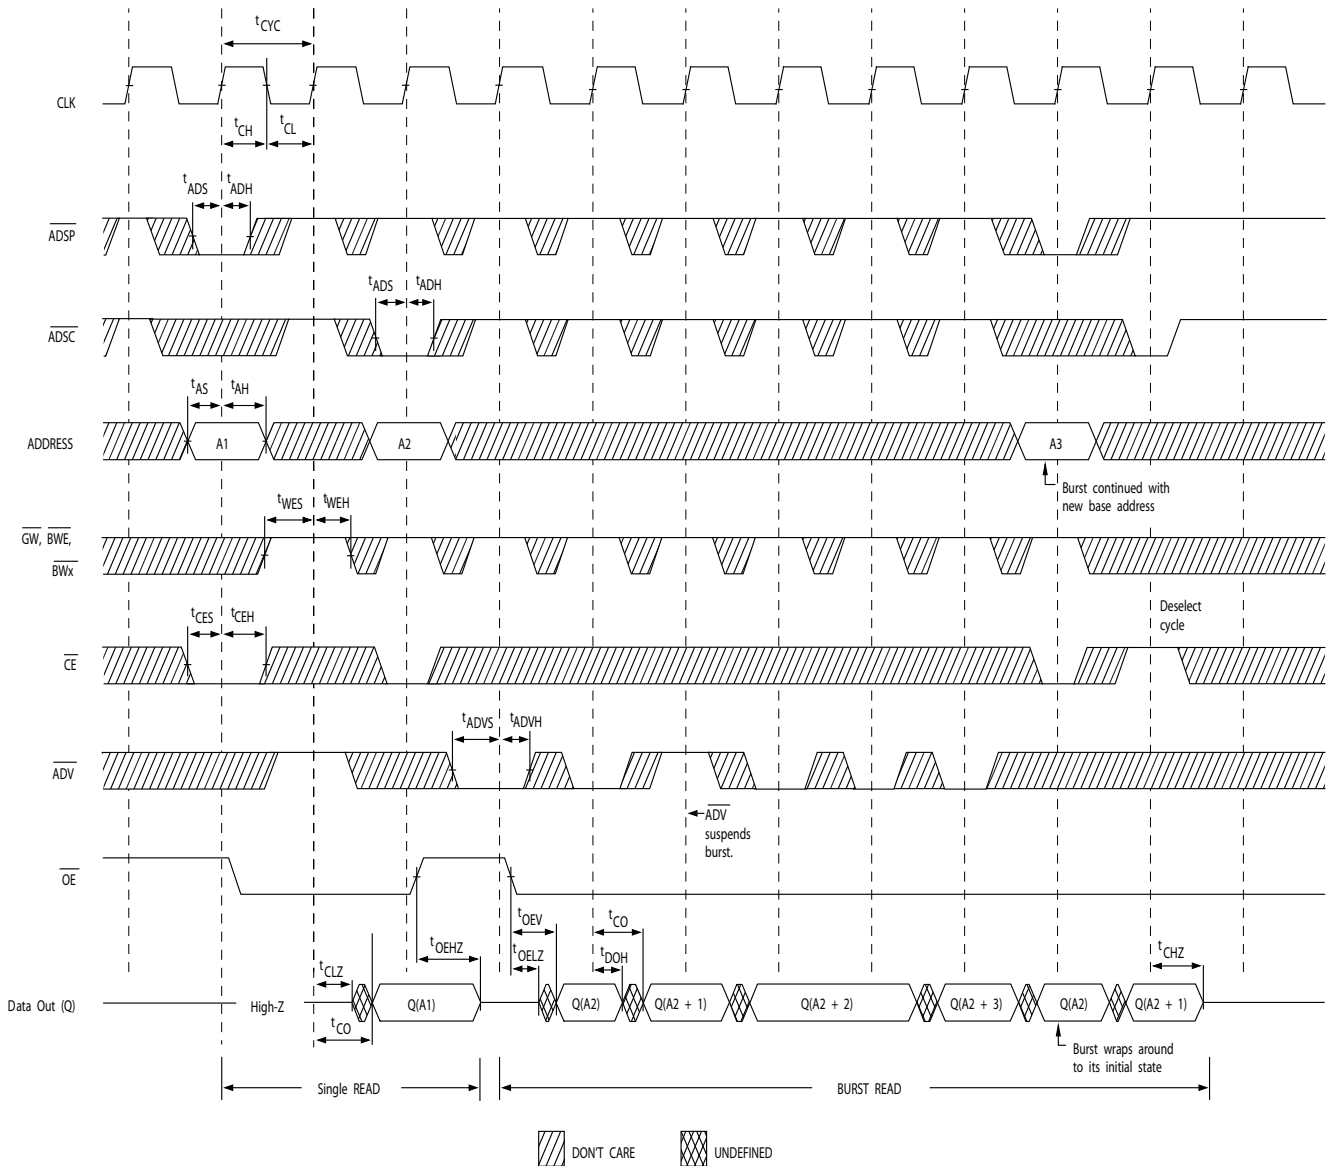 tCYC
CLK
tCH
tCL
tADS
tADH
ADSP
tADS
tADH
ADSC
tAS
tAH
ADDRESS
A1
A2
A3
Burst continued with
new base address
tWES
tWEH
GW, BWE,
BWx
tCES
tCEH
Deselect
cycle
CE
tADVS
tADVH
ADV
ADV
suspends
burst.
OE
tOEV
tCO
tOEHZ
tOELZ
tDOH
tCHZ
tCLZ
Data Out (Q)
High-Z
Q(A1)
Q(A2)
Q(A2 + 1)
Q(A2 + 2)
Q(A2 + 3)
Q(A2)
Q(A2 + 1)
tCO
Burst wraps around
to its initial state
Single READ
BURST READ
DON'T CARE
UNDEFINED